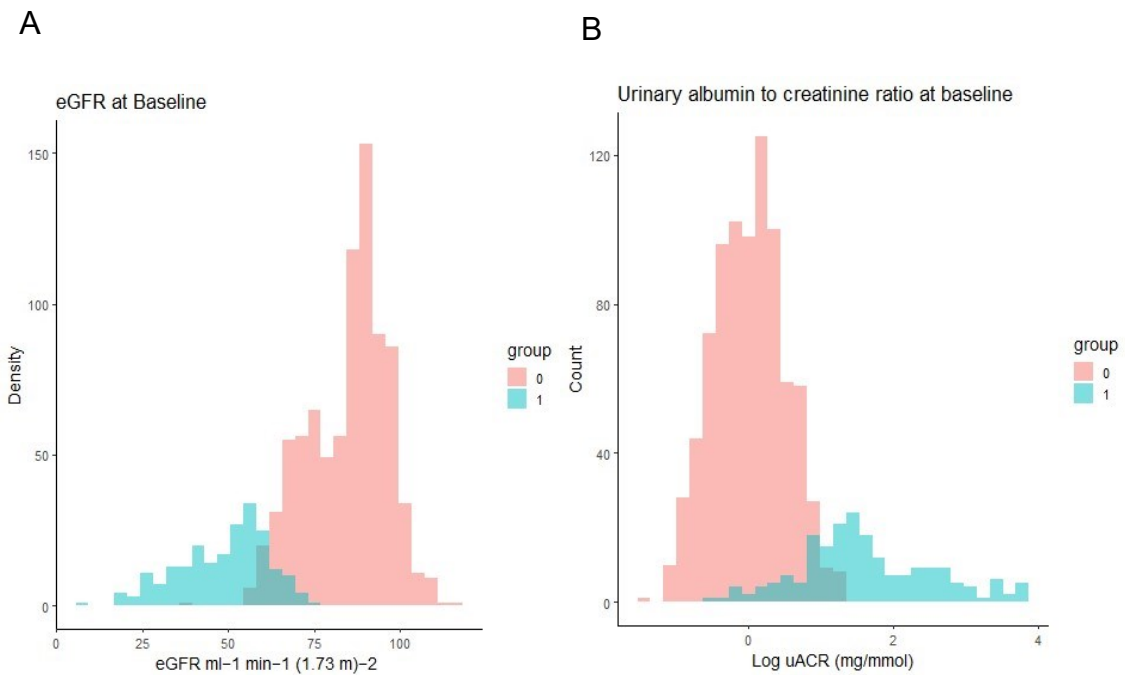 A
eGFR at Baseline
Density
150
100
50
0
0 25 50 75 100
eGFR ml−1 min−1 (1.73 m)−2
group
0
1
B
Urinary albumin to creatinine ratio at baseline
Count
120
80
40
0
0 2 4
Log uACR (mg/mmol)
group
0
1